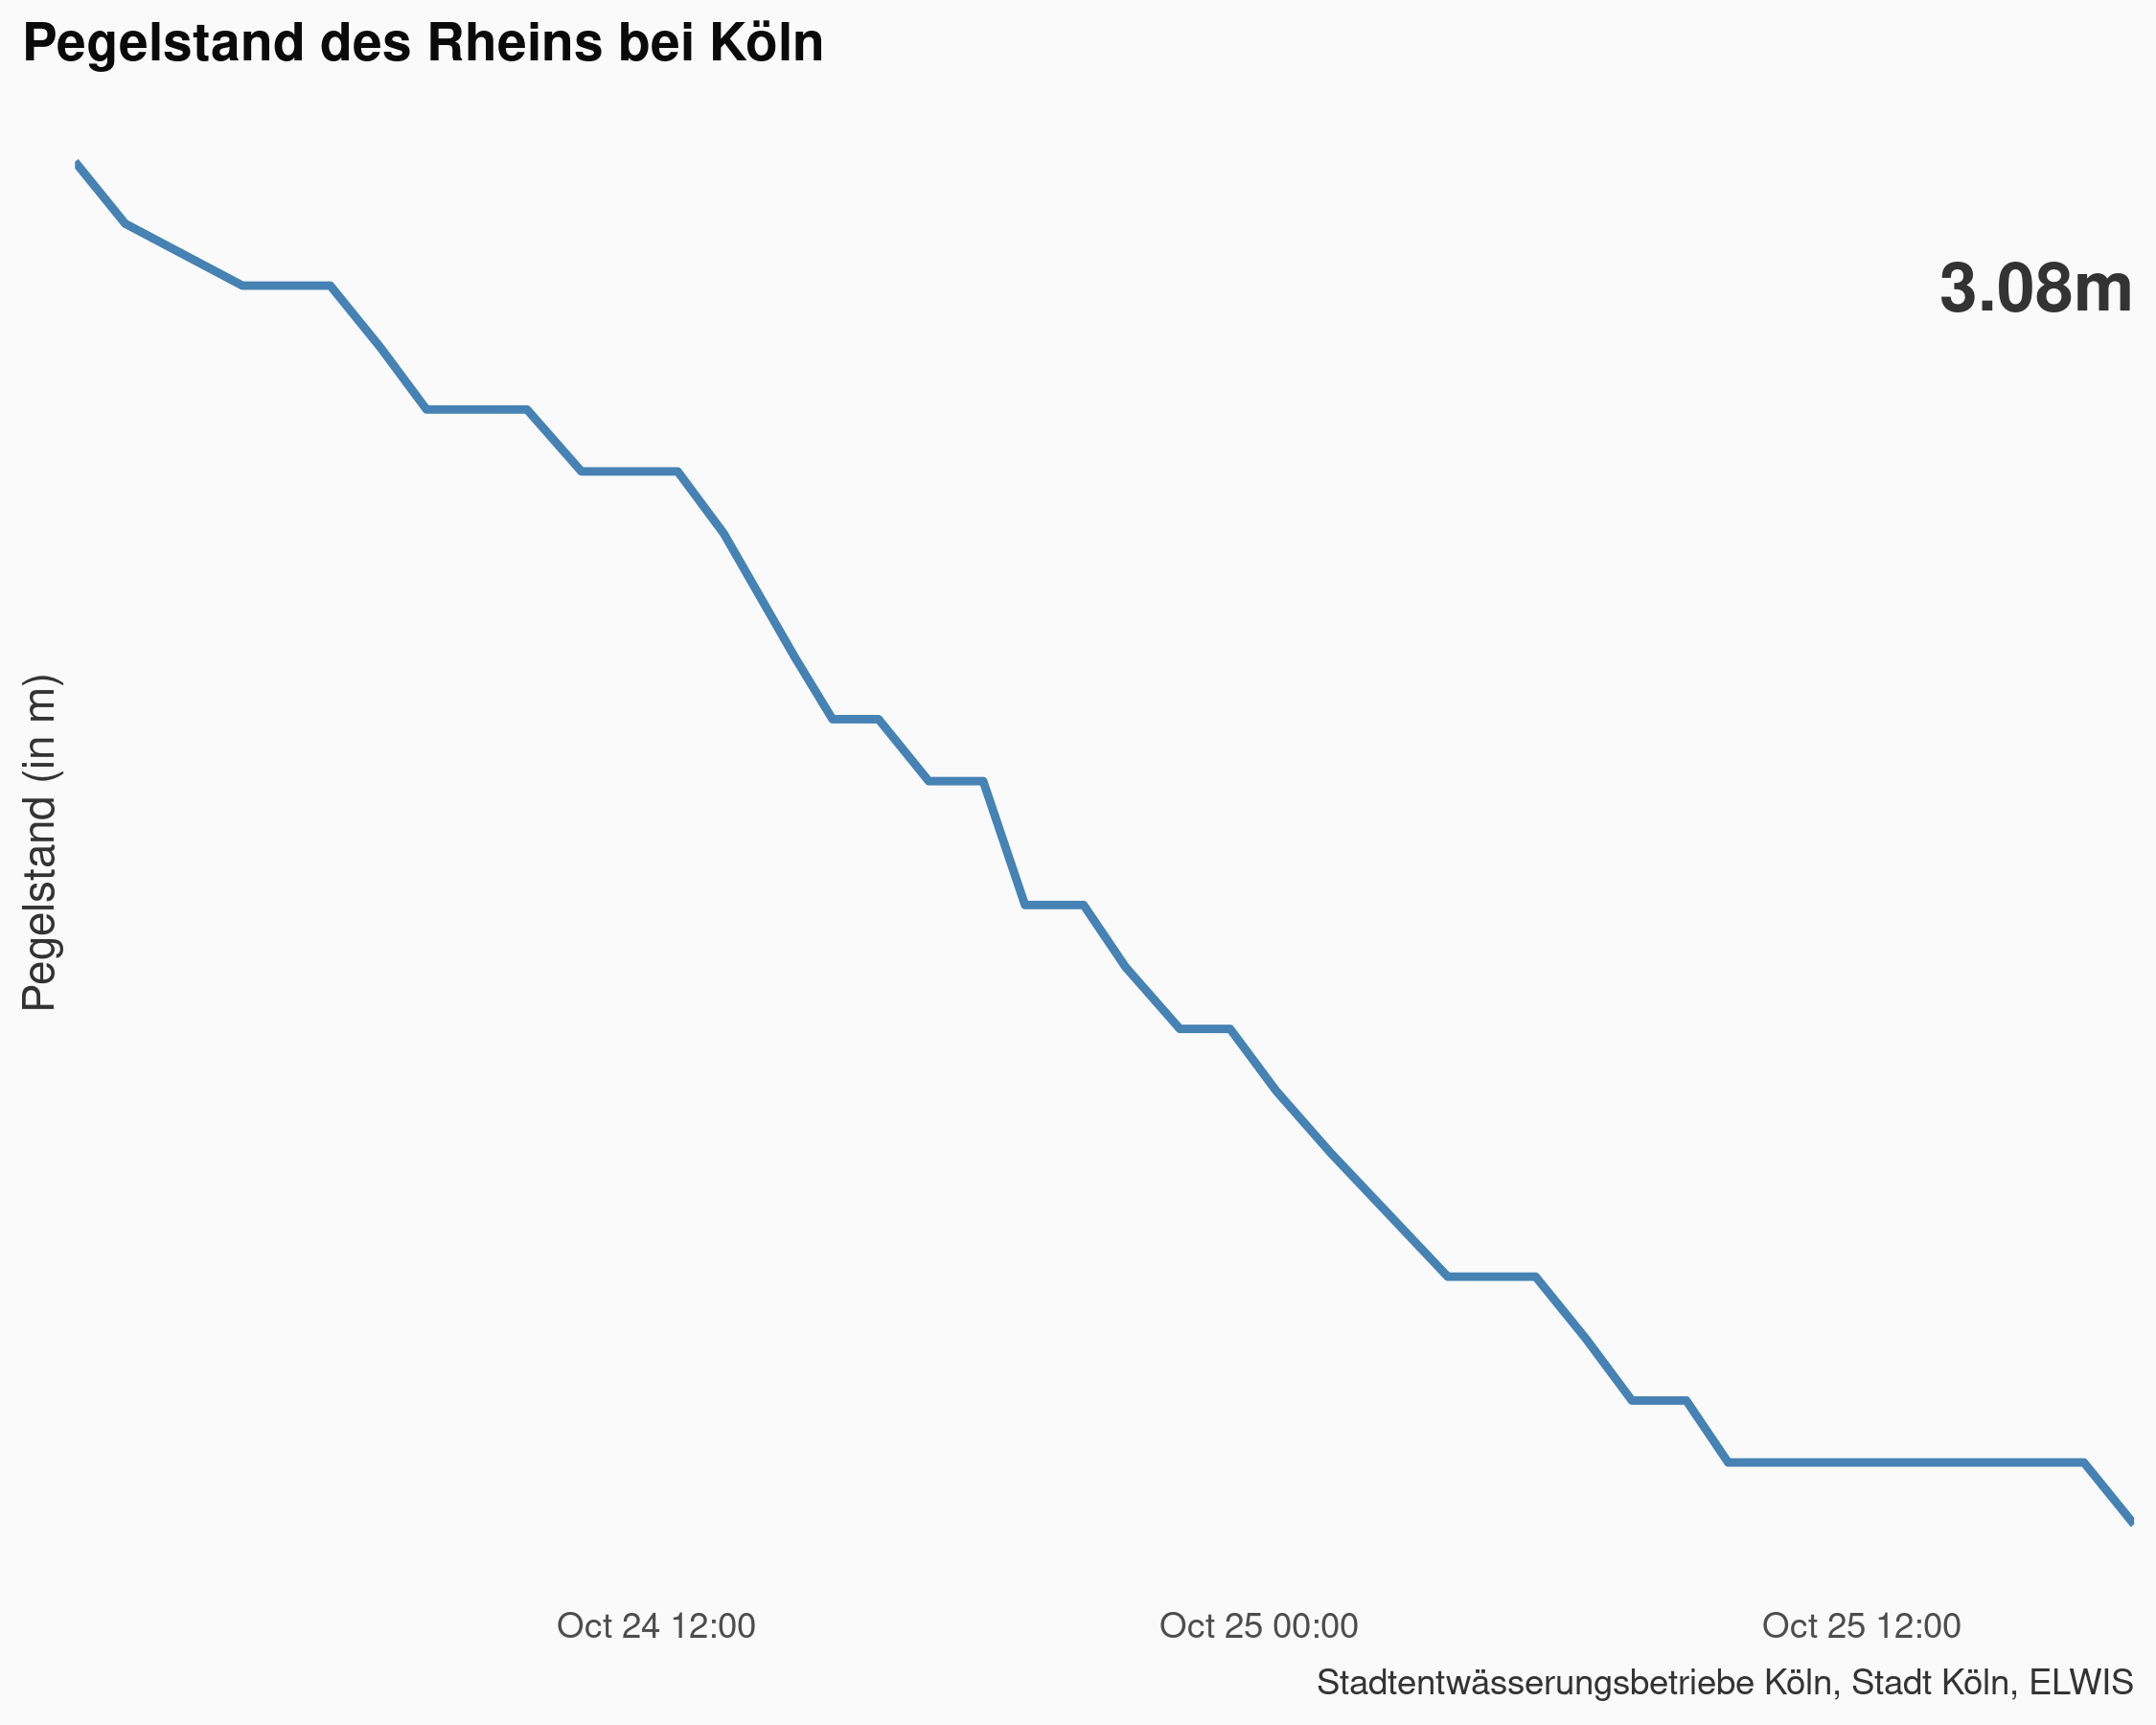 Pegelstand des Rheins bei Köln
3.08m
Pegelstand (in m)
Oct 24 12:00
Oct 25 00:00
Oct 25 12:00
Stadtentwässerungsbetriebe Köln, Stadt Köln, ELWIS